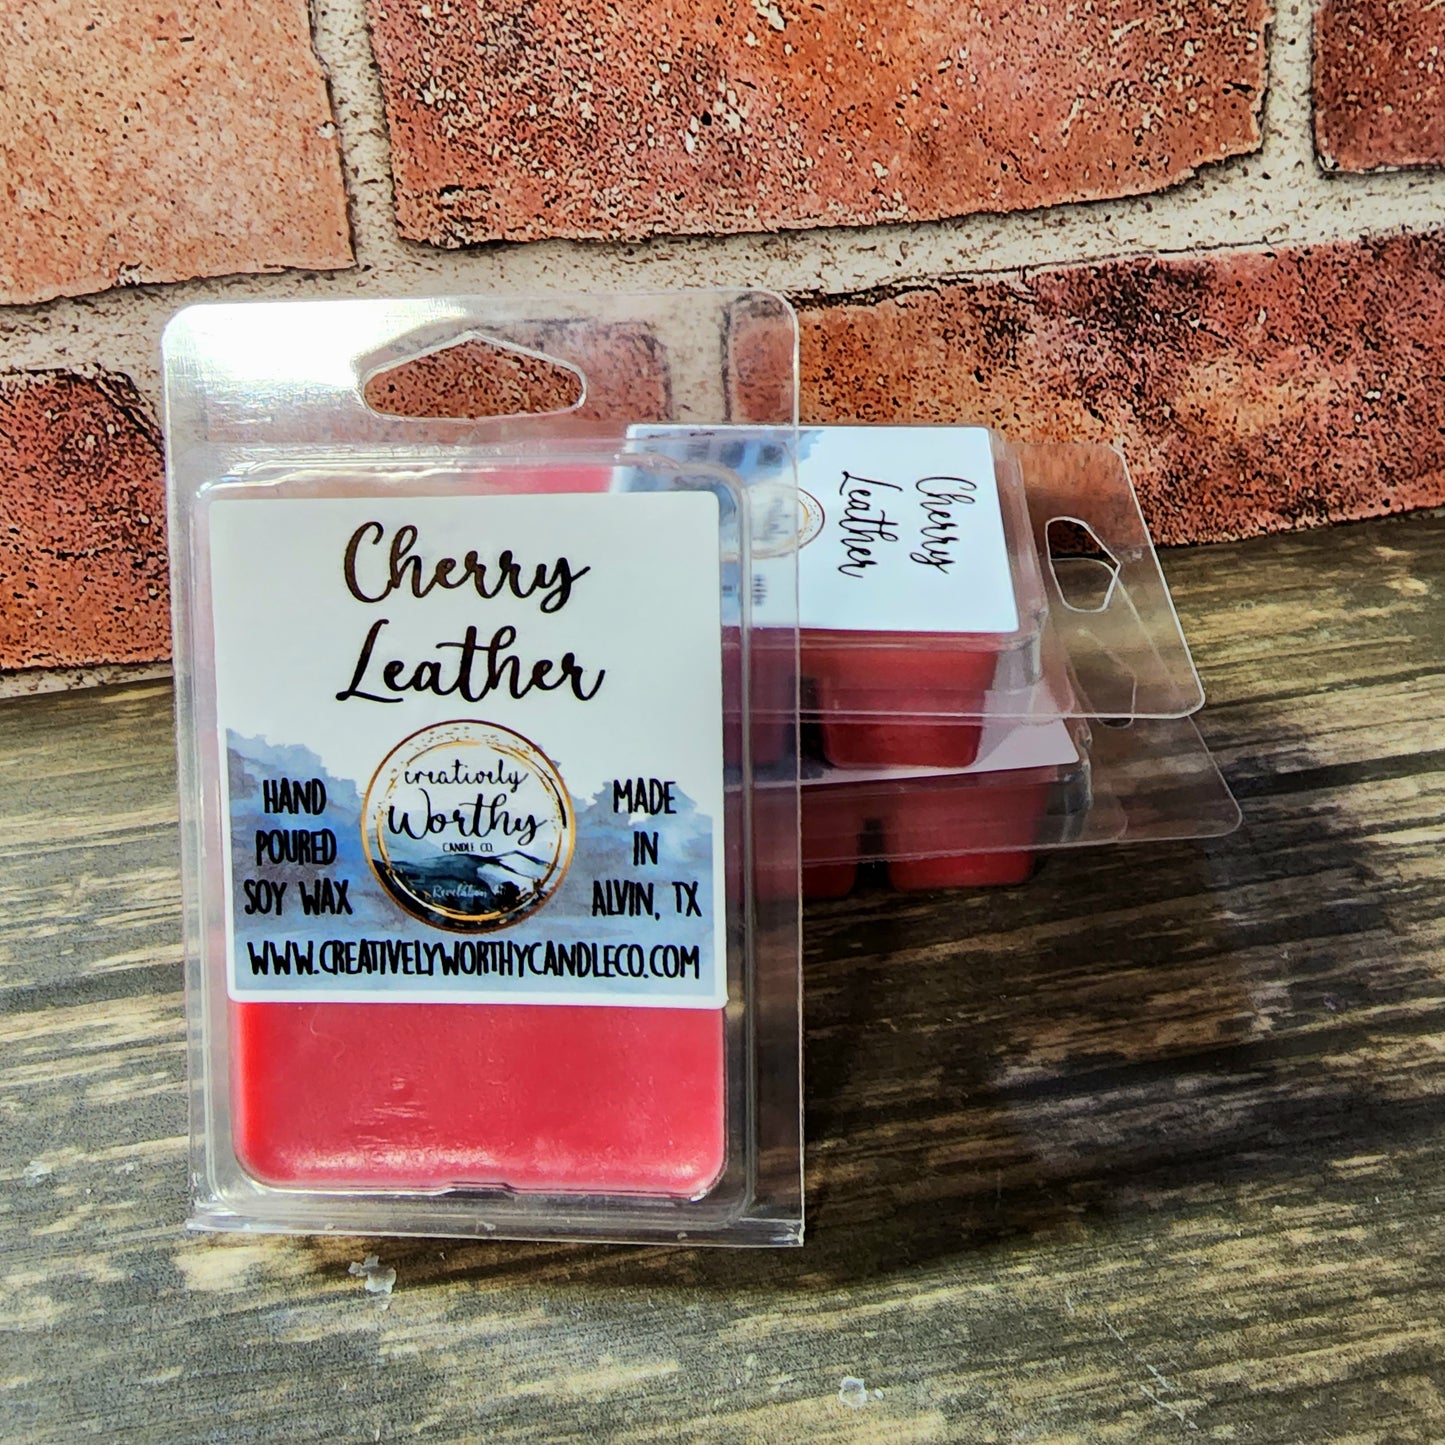 Cherry
Leather
HAND
POURED
SOY WAX
creatively
Worthy
CANDLE CO.
Revelation
MADE
IN
ALVIN, TX
WWW.CREATIVELYWORTHYCANDLECO.COM
Cherry
Leather